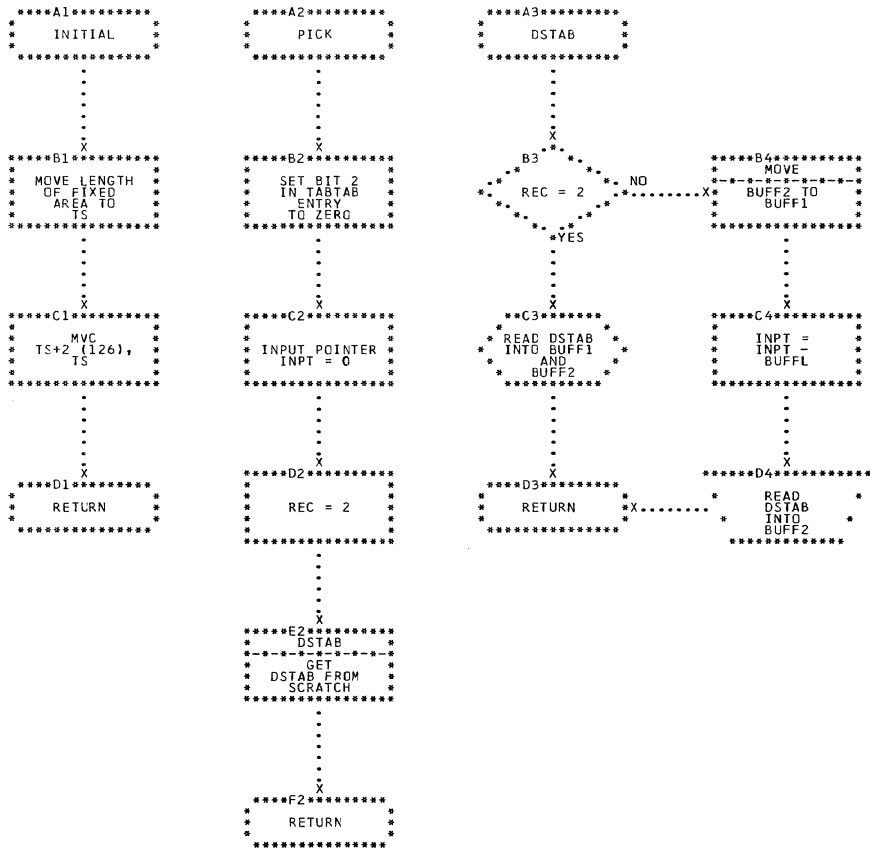 A1
INITIAL
B1
MOVE LENGTH
OF FIXED
AREA TO
TS
C1
MVC
TS+2 (126),
TS
D1
RETURN
A2
PICK
B2
SET BIT 2
IN TABTAB
ENTRY
TO ZERO
C2
INPUT POINTER
INPT = 0
D2
REC = 2
E2
DSTAB
GET
DSTAB FROM
SCRATCH
F2
RETURN
A3
DSTAB
B3
REC = 2
NO
YES
C3
READ DSTAB
INTO BUFF1
AND
BUFF2
D3
RETURN
B4
MOVE
BUFF2 TO
BUFF1
C4
INPT =
INPT -
BUFFL
D4
READ
DSTAB
INTO
BUFF2